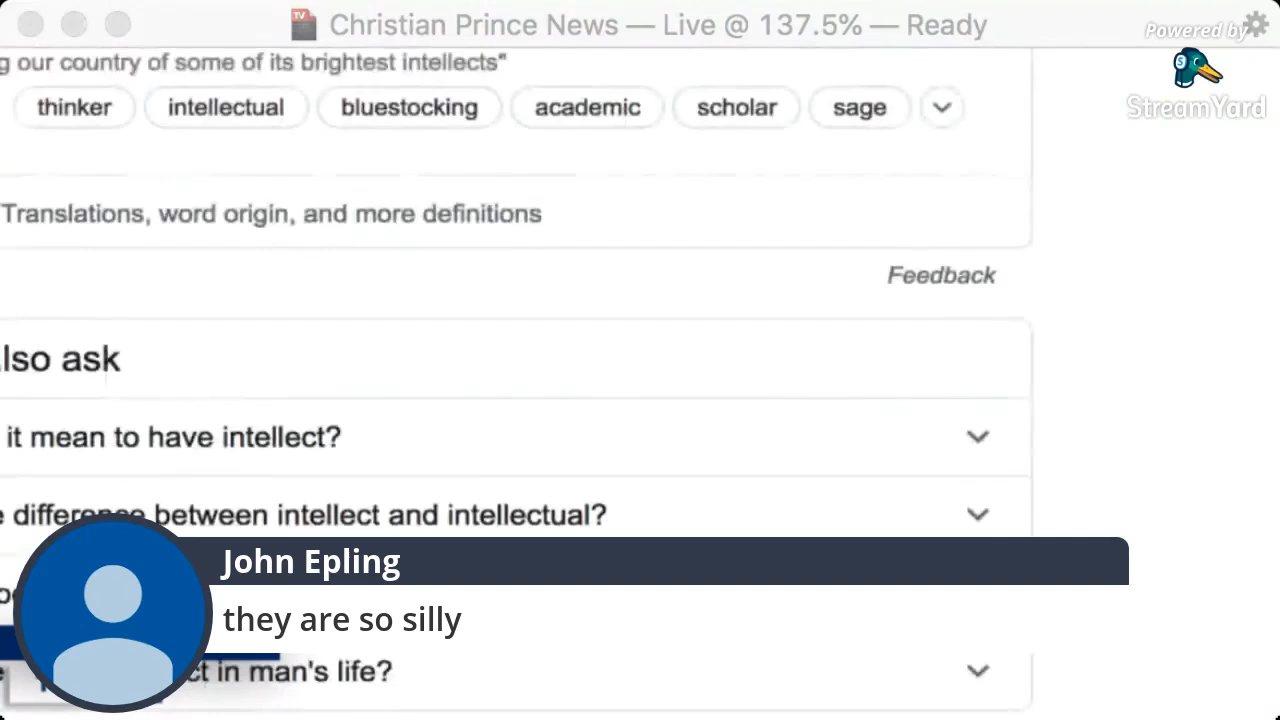 Christian Prince News — Live @ 137.5% — Ready
Powered by
StreamYard
g our country of some of its brightest intellects"
thinker intellectual bluestocking academic scholar sage
Translations, word origin, and more definitions
Feedback
lso ask
it mean to have intellect?
e difference between intellect and intellectual?
John Epling
they are so silly
ct in man's life?